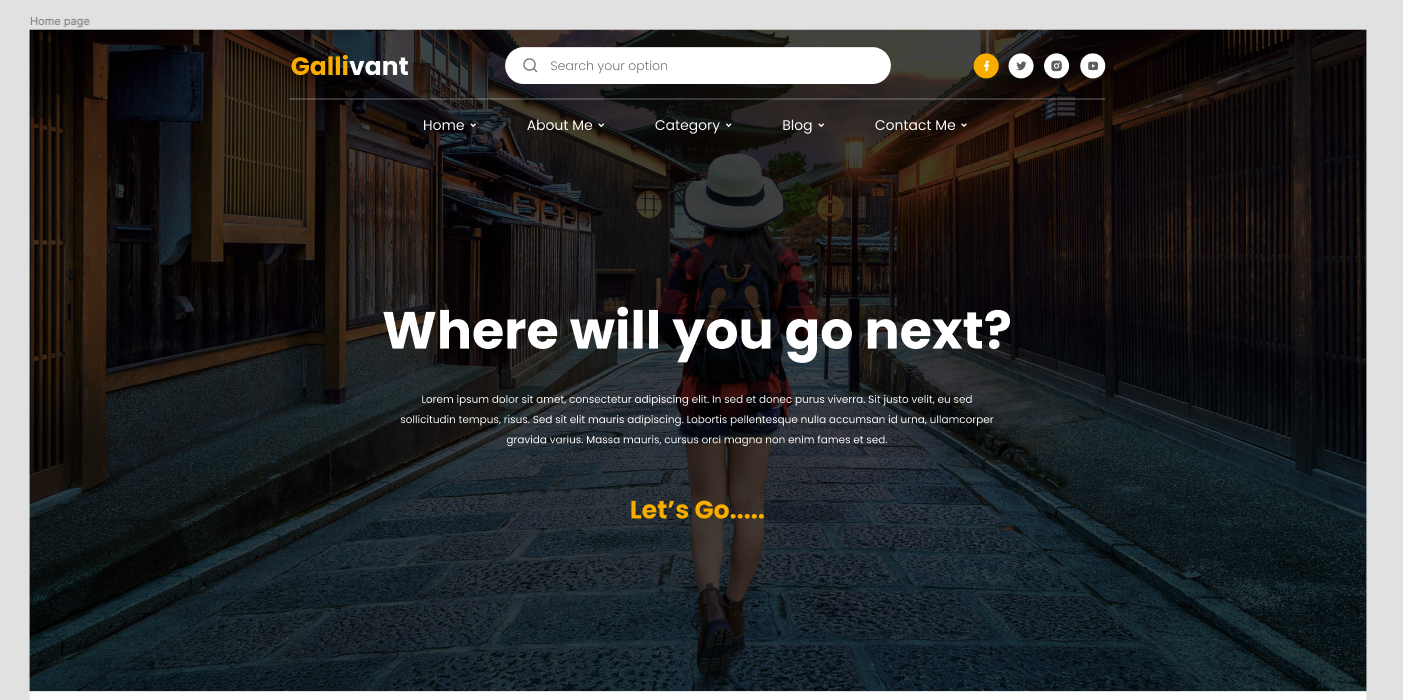 Home page
Gallivant
Search your option
Home
About Me
Category
Blog
Contact Me
Where will you go next?
Lorem ipsum dolor sit amet, consectetur adipiscing elit. In sed et donec purus viverra. Sit justo velit, eu sed
sollicitudin tempus, risus. Sed sit elit mauris adipiscing. Lobortis pellentesque nulla accumsan id urna, ullamcorper
gravida varius. Massa mauris, cursus orci magna non enim fames et sed.
Let's Go.....